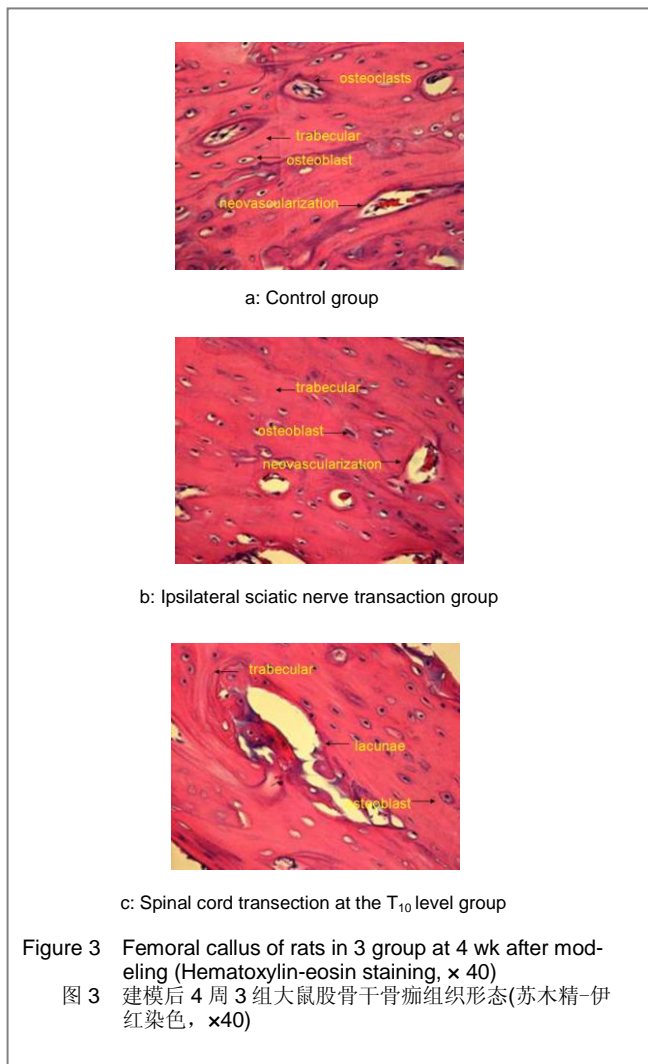 osteoclasts
trabecular
osteoblast
neovascularization
a: Control group
trabecular
osteoblast
neovascularization
b: Ipsilateral sciatic nerve transaction group
trabecular
lacunae
osteoblast
c: Spinal cord transection at the T10 level group
Figure 3 Femoral callus of rats in 3 group at 4 wk after mod-
eling (Hematoxylin-eosin staining, × 40)
图 3 建模后 4 周 3 组大鼠股骨干骨痂组织形态(苏木精-伊
红染色，×40)